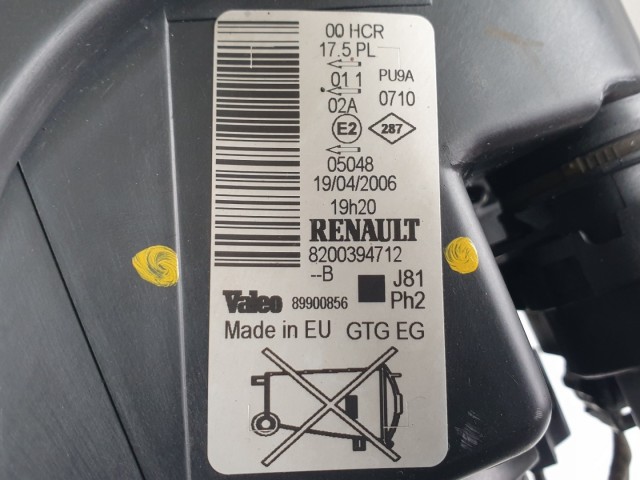 00 HCR
17.5 PL
01 1 PU9A
02A 0710
E2 287
05048
19/04/2006
19h20
RENAULT
8200394712
--B
Valeo 89900856 J81
Ph2
Made in EU GTG EG